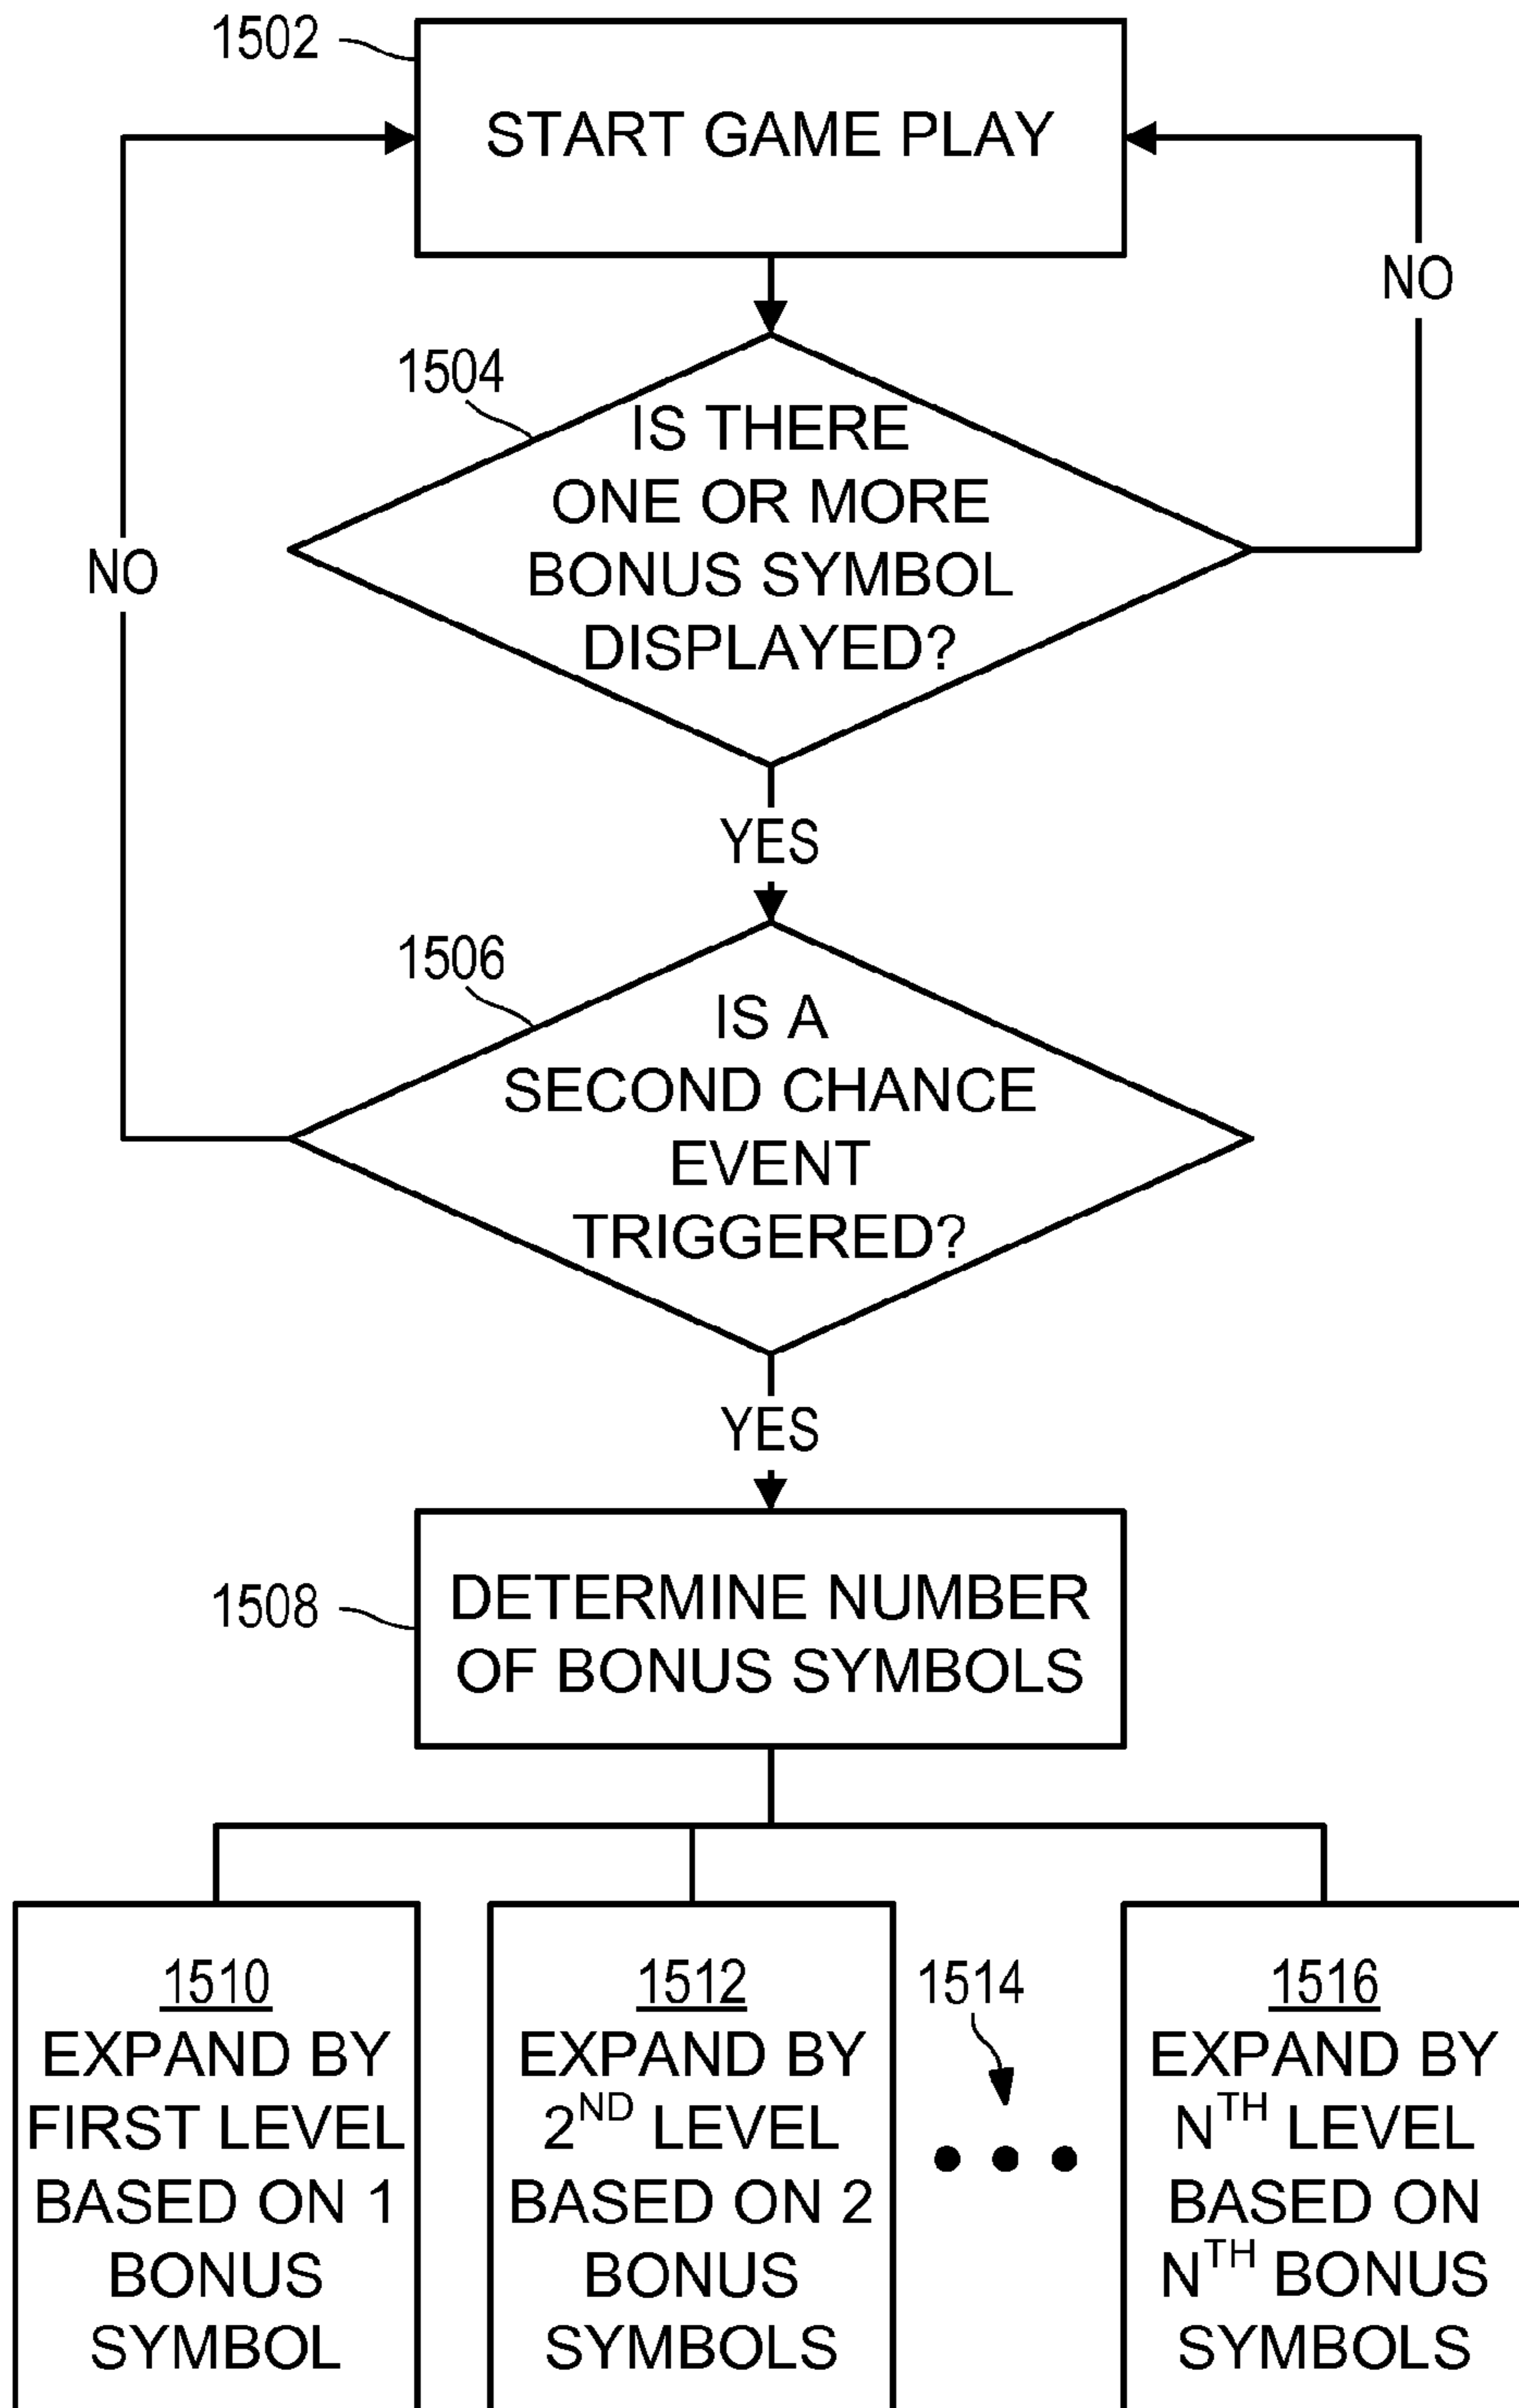 1502
START GAME PLAY
NO
1504
IS THERE
ONE OR MORE
BONUS SYMBOL
DISPLAYED?
NO
YES
1506
IS A
SECOND CHANCE
EVENT
TRIGGERED?
YES
1508
DETERMINE NUMBER
OF BONUS SYMBOLS
1510
EXPAND BY
FIRST LEVEL
BASED ON 1
BONUS
SYMBOL
1512
EXPAND BY
2ND LEVEL
BASED ON 2
BONUS
SYMBOLS
1514
1516
EXPAND BY
NTH LEVEL
BASED ON
NTH BONUS
SYMBOLS